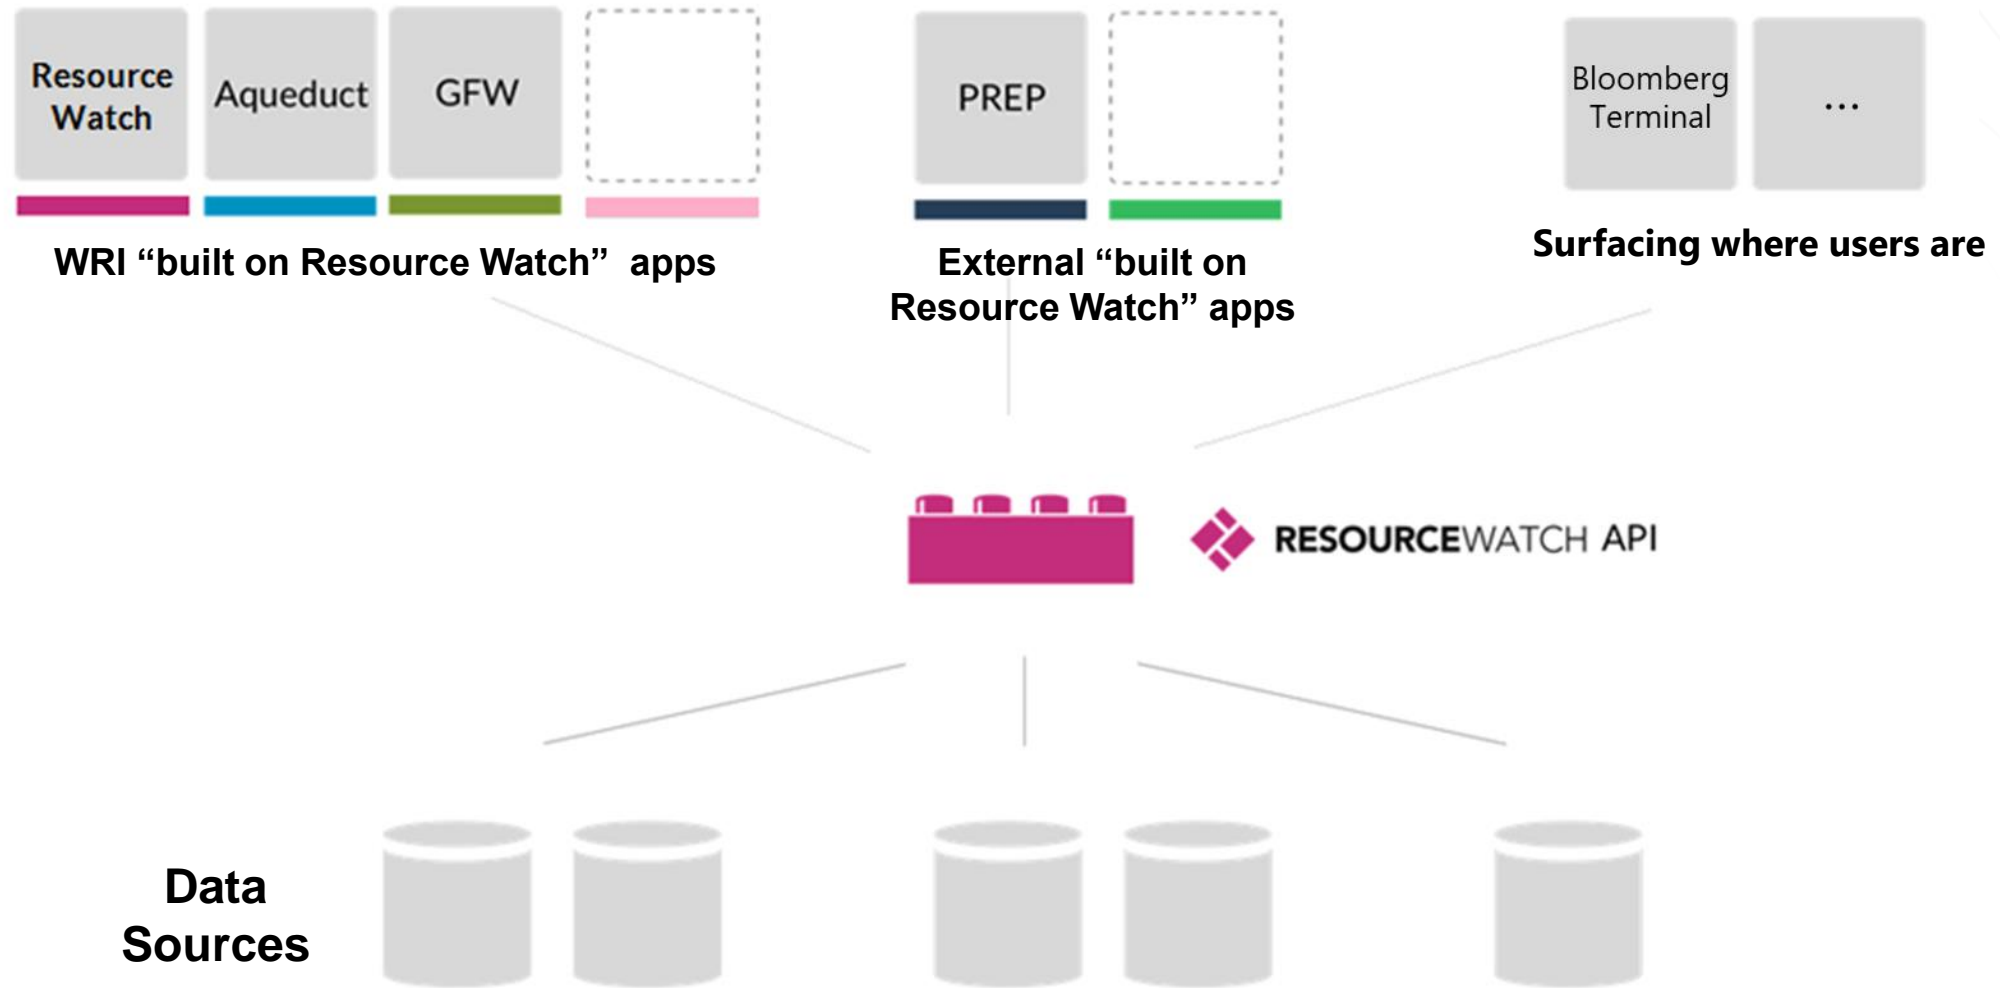 Resource
Watch
Aqueduct
GFW
PREP
Bloomberg
Terminal
...
WRI “built on Resource Watch”  apps
External “built on
Resource Watch” apps
Surfacing where users are
RESOURCEWATCH API
Data
Sources